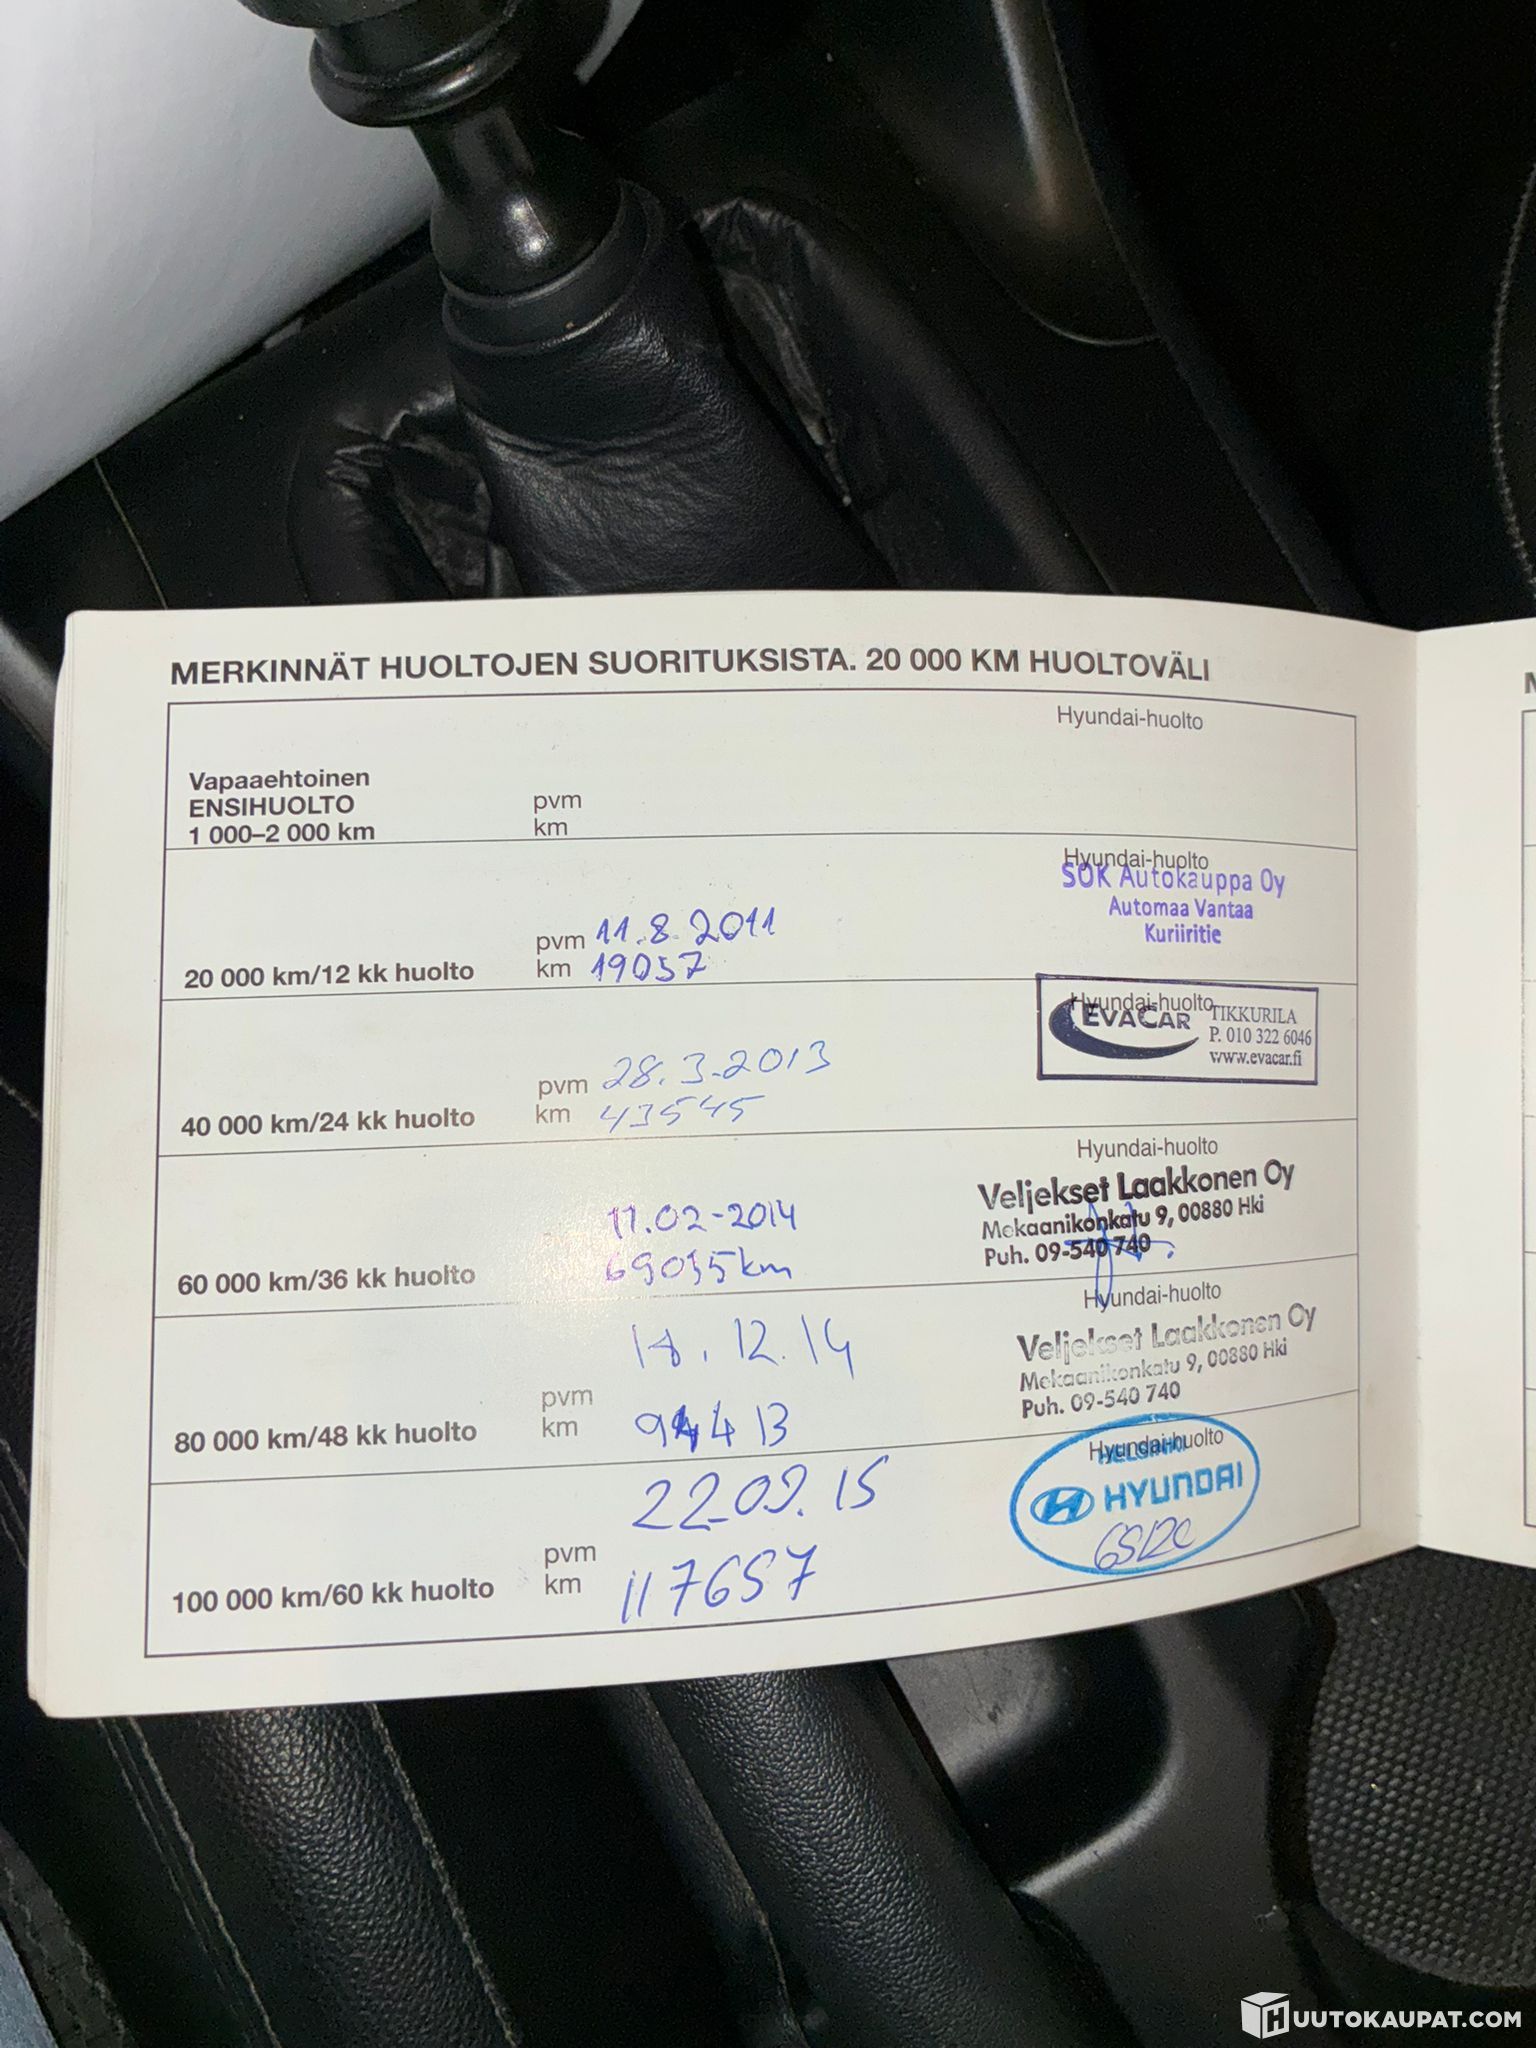 MERKINNÄT HUOLTOJEN SUORITUKSISTA. 20 000 KM HUOLTOVÄLI
Hyundai-huolto
Vapaaehtoinen
ENSIHUOLTO
1 000–2 000 km
pvm
km
Hyundai-huolto
SOK Autokauppa Oy
Automaa Vantaa
Kuriiritie
20 000 km/12 kk huolto
pvm 11.8.2011
km 19057
Hyundai-huolto
EVACAR
TIKKURILA
P. 010 322 6046
www.evacar.fi
40 000 km/24 kk huolto
pvm 28.3.2013
km 43545
Hyundai-huolto
Veljekset Laakkonen Oy
Mekaanikonkatu 9, 00880 Hki
Puh. 09-540 740
60 000 km/36 kk huolto
11.02-2014
69035km
Hyundai-huolto
Veljekset Laakkonen Oy
Mekaanikonkatu 9, 00880 Hki
Puh. 09-540 740
80 000 km/48 kk huolto
18.12.14
pvm
km 94413
Hyundai-huolto
HELSINKI
HYUNDAI
100 000 km/60 kk huolto
22.09.15
pvm
km 117657
HUUTOKAUPAT.COM